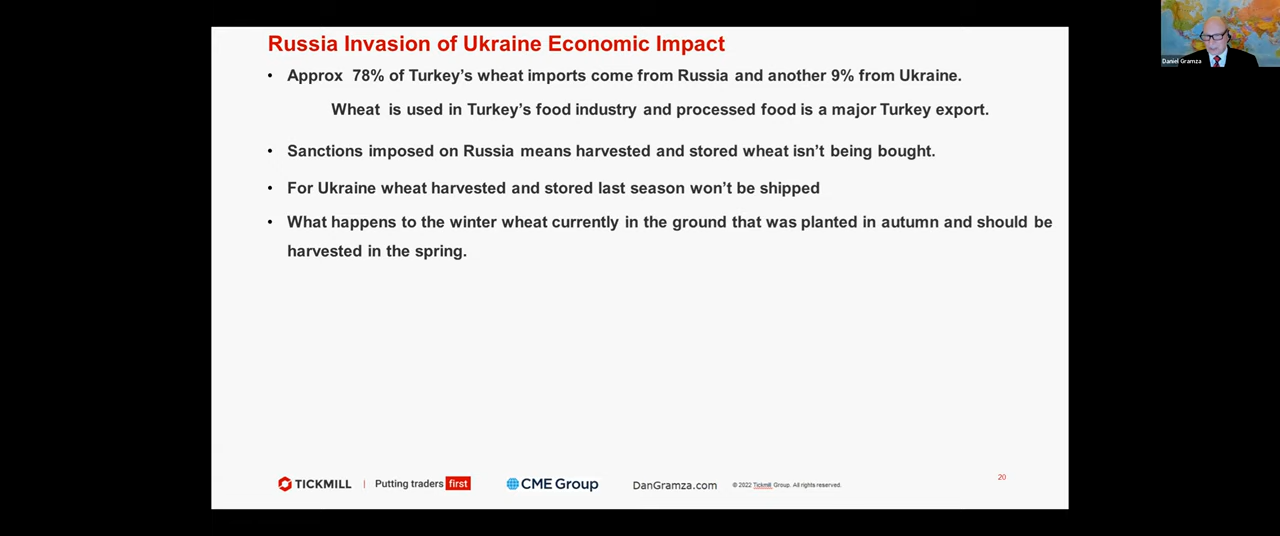 Russia Invasion of Ukraine Economic Impact
• Approx  78% of Turkey's wheat imports come from Russia and another 9% from Ukraine.
Wheat  is used in Turkey's food industry and processed food is a major Turkey export.
• Sanctions imposed on Russia means harvested and stored wheat isn't being bought.
• For Ukraine wheat harvested and stored last season won't be shipped
• What happens to the winter wheat currently in the ground that was planted in autumn and should be
harvested in the spring.
TICKMILL | Putting traders first CME Group DanGramza.com © 2022 Tickmill Group. All rights reserved.
20
Daniel Gramza